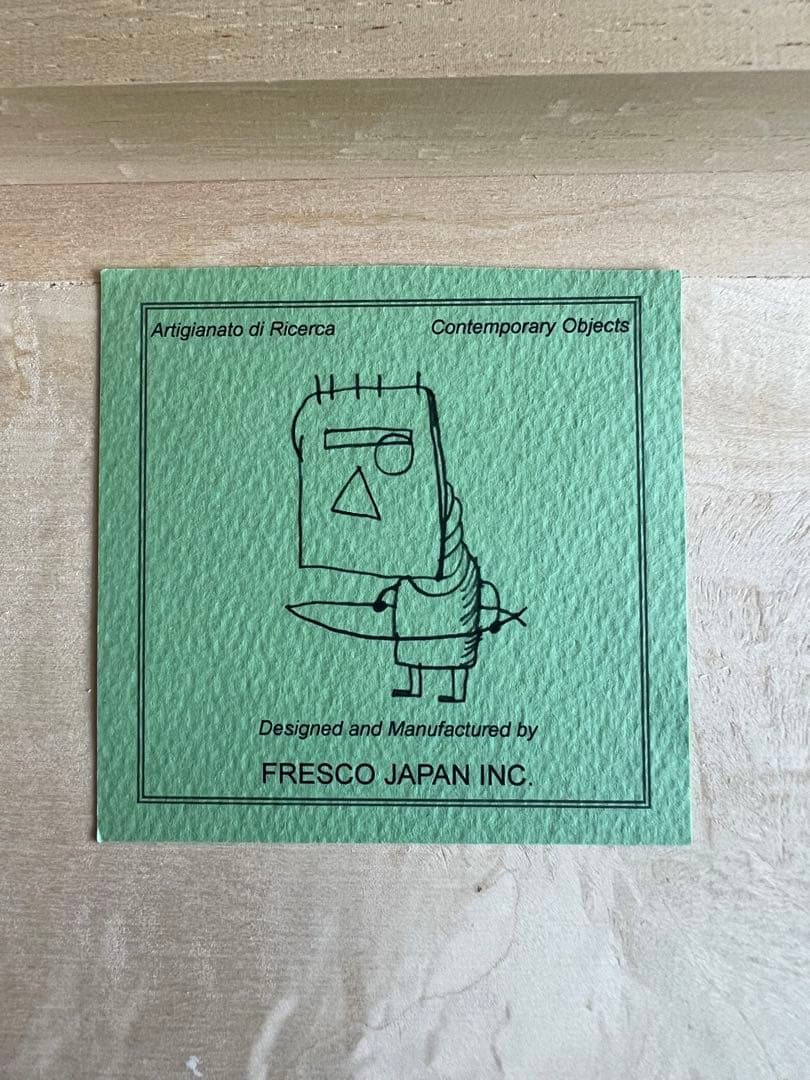 Artigianato di Ricerca Contemporary Objects
Designed and Manufactured by
FRESCO JAPAN INC.